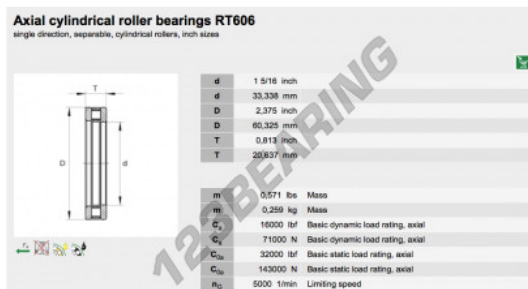 Axial cylindrical roller bearings RT606
single direction, separable, cylindrical rollers, inch sizes
T
D
d
d 1 5/16 inch
d 33,338 mm
D 2,375 inch
D 60,325 mm
T 0,813 inch
T 20,637 mm
m 0,571 lbs Mass
m 0,259 kg Mass
Ca 16000 lbf Basic dynamic load rating, axial
Ca 71000 N Basic dynamic load rating, axial
C0a 32000 lbf Basic static load rating, axial
C0a 143000 N Basic static load rating, axial
nG 5000 1/min Limiting speed
123BEARING